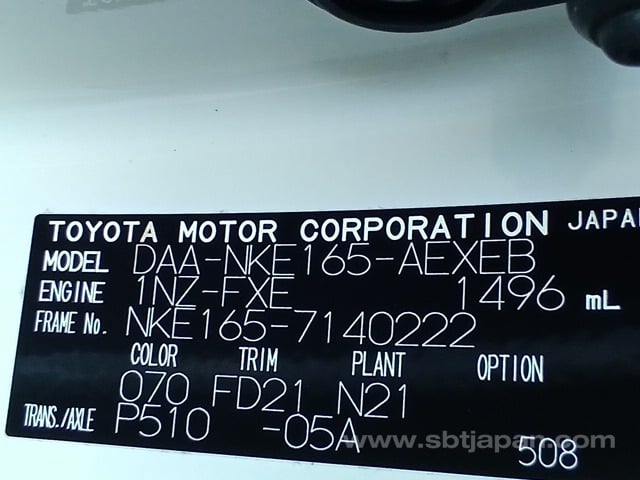 TOYOTA MOTOR CORPORATION JAPAN
MODEL DAA-NKE165-AEXEB
ENGINE 1NZ-FXE 1496 mL
FRAME No. NKE165-7140222
COLOR TRIM PLANT OPTION
070 FD21 N21
TRANS./AXLE P510 -05A
www.sbtjapan.com
508